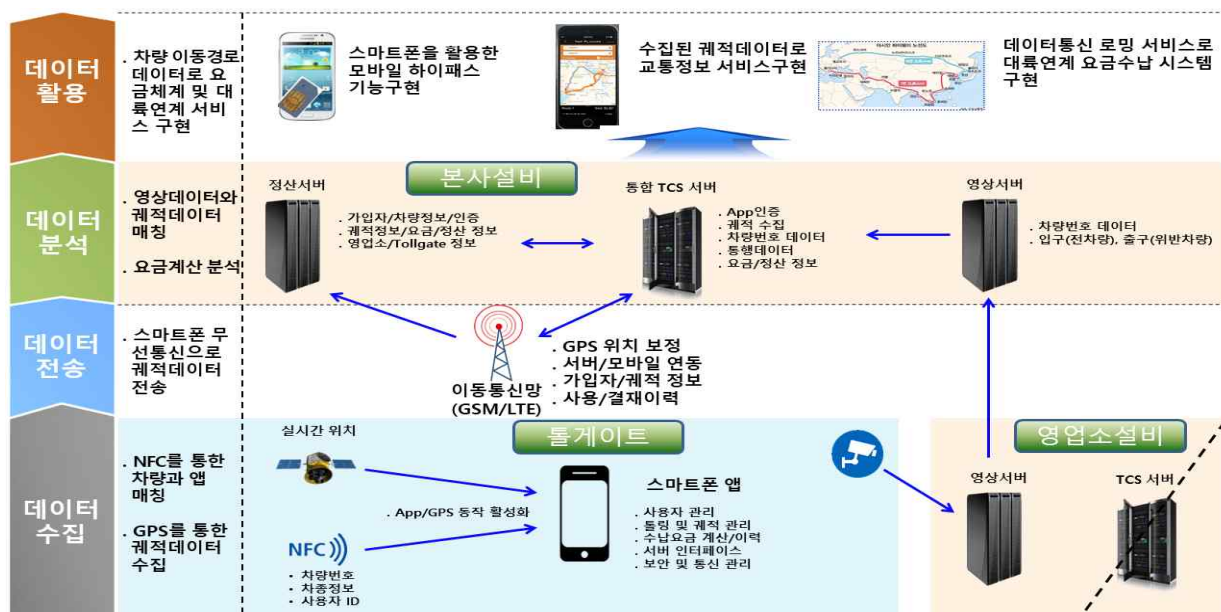 데이터
활용
. 차량 이동경로
데이터로 요
금체계 및 대
륙연계 서비
스 구현
스마트폰을 활용한
모바일 하이패스
기능구현
수집된 궤적데이터로
교통정보 서비스구현
아시안 하이웨이 노선도
데이터통신 로밍 서비스로
대륙연계 요금수납 시스템
구현
데이터
분석
. 영상데이터와
궤적데이터
매칭
. 요금계산 분석
본사설비
정산서버
. 가입자/차량정보/인증
. 궤적정보/요금/정산 정보
. 영업소/Tollgate 정보
통합 TCS 서버
. App인증
. 궤적 수집
. 차량번호 데이터
. 통행데이터
. 요금/정산 정보
영상서버
. 차량번호 데이터
. 입구(전차량), 출구(위반차량)
데이터
전송
. 스마트폰 무
선통신으로
궤적데이터
전송
이동통신망
(GSM/LTE)
. GPS 위치 보정
. 서버/모바일 연동
. 가입자/궤적 정보
. 사용/결재이력
데이터
수집
. NFC를 통한
차량과 앱
매칭
. GPS를 통한
궤적데이터
수집
톨게이트
실시간 위치
. App/GPS 동작 활성화
NFC
• 차량번호
• 차종정보
• 사용자 ID
스마트폰 앱
. 사용자 관리
. 톨링 및 궤적 관리
. 수납요금 계산/이력
. 서버 인터페이스
. 보안 및 통신 관리
영업소설비
영상서버
TCS 서버